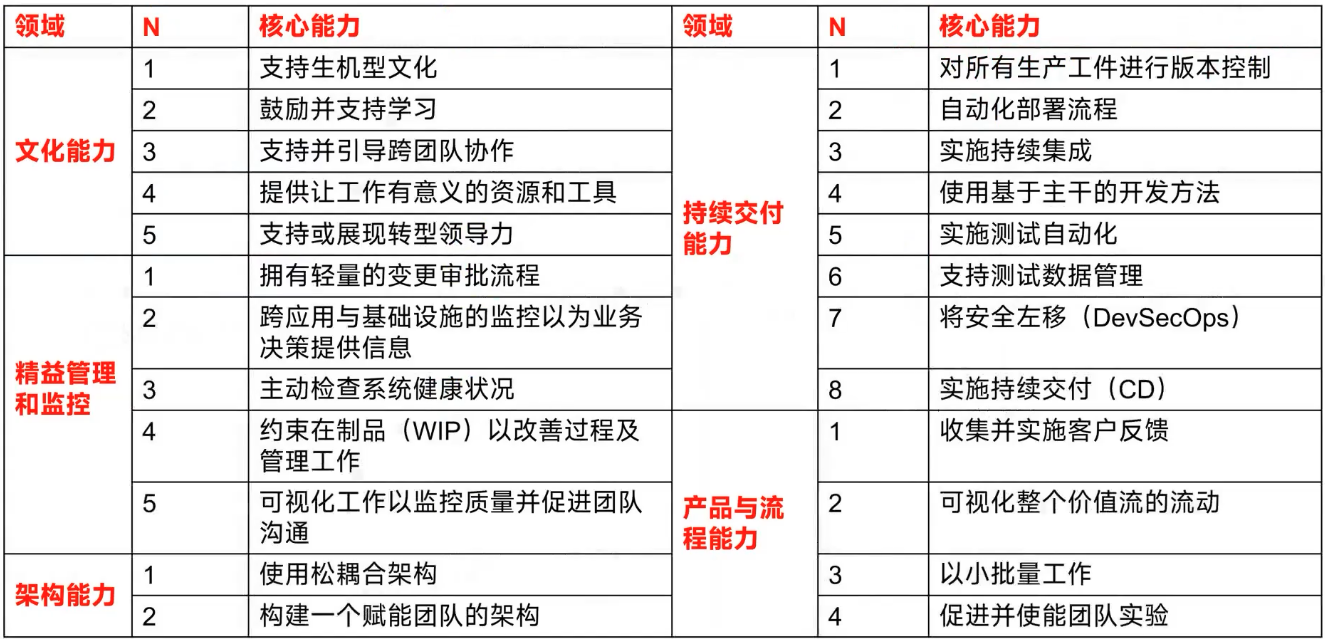 领域 N 核心能力 领域 N 核心能力
文化能力
1 支持生机型文化
2 鼓励并支持学习
3 支持并引导跨团队协作
4 提供让工作有意义的资源和工具
5 支持或展现转型领导力
精益管理
和监控
1 拥有轻量的变更审批流程
2 跨应用与基础设施的监控以为业务
决策提供信息
3 主动检查系统健康状况
4 约束在制品（WIP）以改善过程及
管理工作
5 可视化工作以监控质量并促进团队
沟通
架构能力
1 使用松耦合架构
2 构建一个赋能团队的架构
持续交付
能力
1 对所有生产工件进行版本控制
2 自动化部署流程
3 实施持续集成
4 使用基于主干的开发方法
5 实施测试自动化
6 支持测试数据管理
7 将安全左移（DevSecOps）
8 实施持续交付（CD）
产品与流
程能力
1 收集并实施客户反馈
2 可视化整个价值流的流动
3 以小批量工作
4 促进并使能团队实验